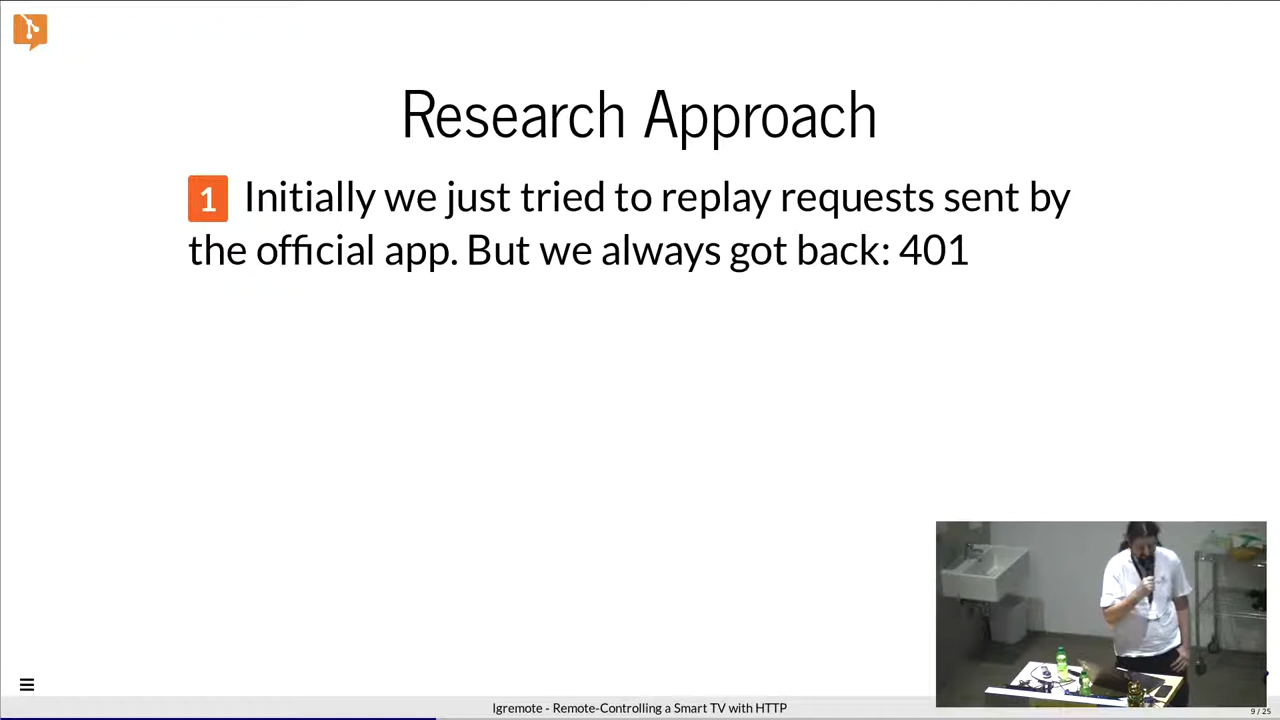 Research Approach
1 Initially we just tried to replay requests sent by
the official app. But we always got back: 401
lgremote - Remote-Controlling a Smart TV with HTTP
9 / 25